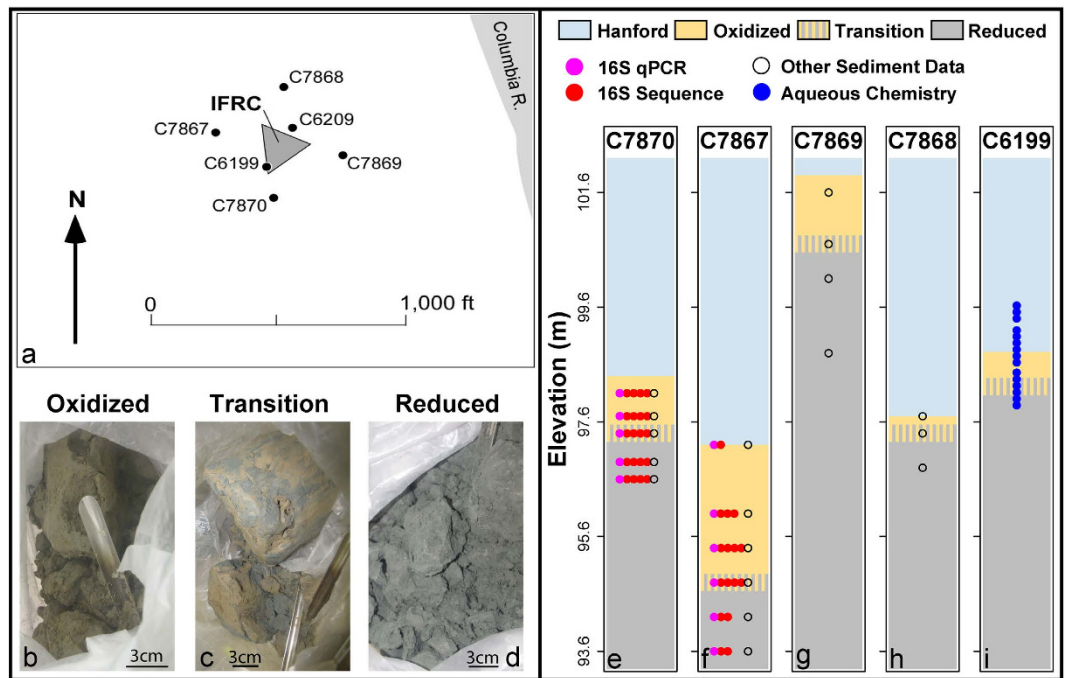 Columbia R.
C7868
IFRC
C6209
C7867
C6199
C7869
C7870
N
0 1,000 ft
a
Oxidized Transition Reduced
b 3cm
c 3cm
3cm d
Hanford Oxidized Transition Reduced
16S qPCR Other Sediment Data
16S Sequence Aqueous Chemistry
C7870 C7867 C7869 C7868 C6199
Elevation (m)
101.6
99.6
97.6
95.6
93.6
e f g h i